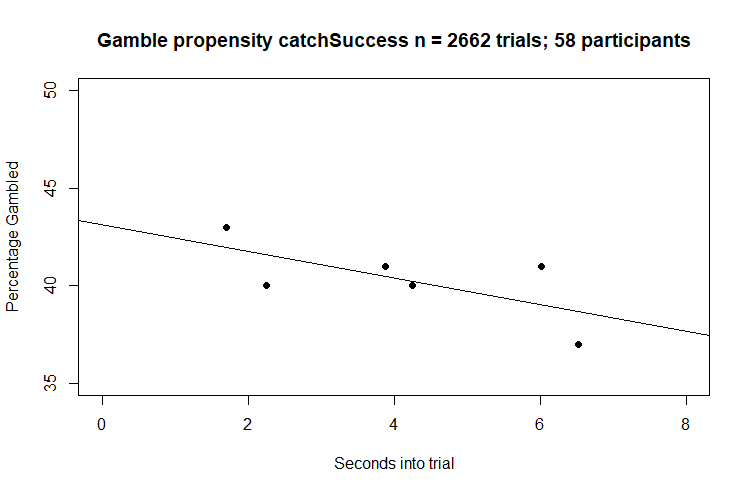 Gamble propensity catchSuccess n = 2662 trials; 58 participants
Percentage Gambled
50
45
40
35
0 2 4 6 8
Seconds into trial